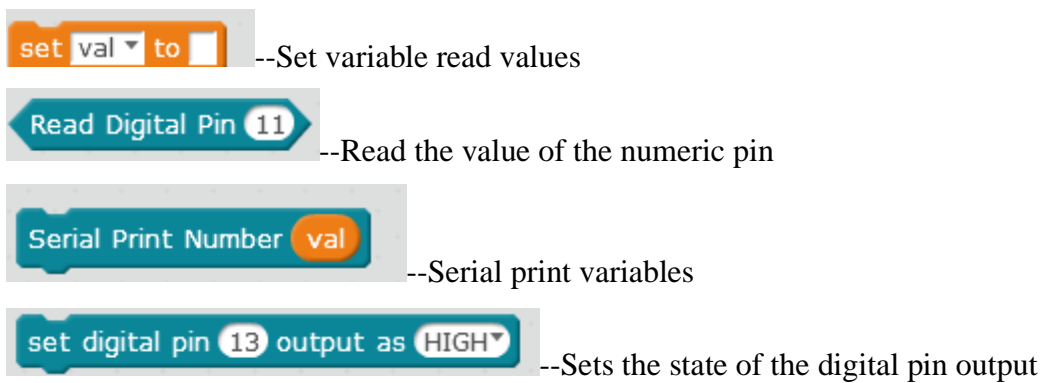 set val to --Set variable read values
Read Digital Pin 11 --Read the value of the numeric pin
Serial Print Number val --Serial print variables
set digital pin 13 output as HIGH --Sets the state of the digital pin output